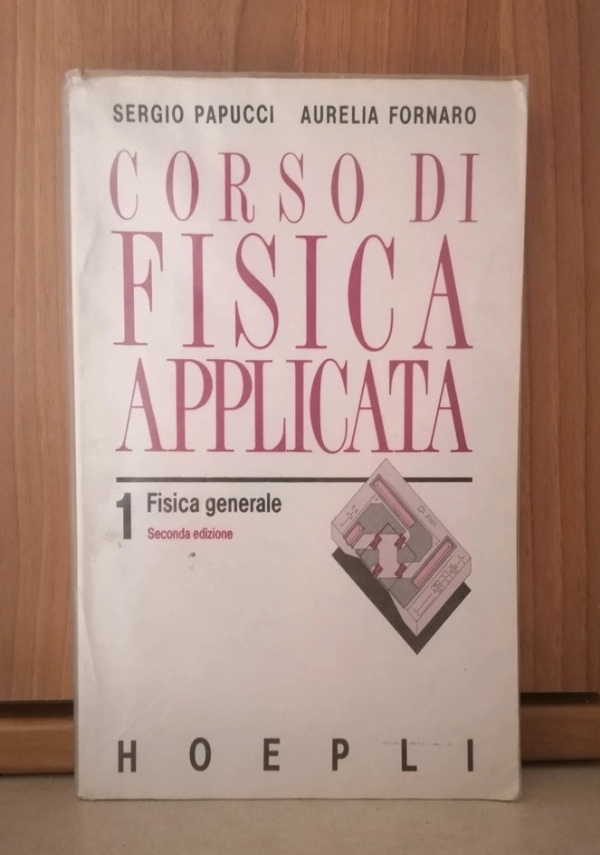 SERGIO PAPUCCI AURELIA FORNARO
CORSO DI
FISICA
APPLICATA
1 Fisica generale
Seconda edizione
HOEPLI